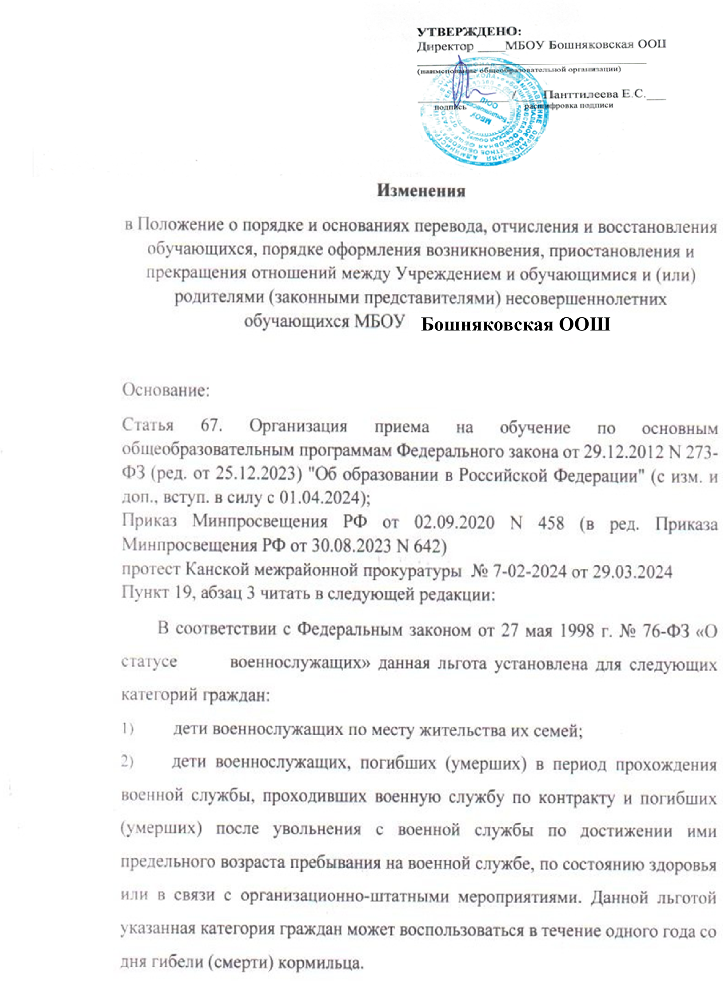 УТВЕРЖДЕНО:
Директор ____МБОУ Бошняковская ООШ
(наименование общеобразовательной организации)
/ Панттилеева Е.С.___
подпись расшифровка подписи
МБОУ
Бошняковская
СОШ
Изменения
в Положение о порядке и основаниях перевода, отчисления и восстановления
обучающихся, порядке оформления возникновения, приостановления и
прекращения отношений между Учреждением и обучающимися и (или)
родителями (законными представителями) несовершеннолетних
обучающихся МБОУ Бошняковская ООШ
Основание:
Статья 67. Организация приема на обучение по основным
общеобразовательным программам Федерального закона от 29.12.2012 N 273-
ФЗ (ред. от 25.12.2023) "Об образовании в Российской Федерации" (с изм. и
доп., вступ. в силу с 01.04.2024);
Приказ Минпросвещения РФ от 02.09.2020 N 458 (в ред. Приказа
Минпросвещения РФ от 30.08.2023 N 642)
протест Канской межрайонной прокуратуры № 7-02-2024 от 29.03.2024
Пункт 19, абзац 3 читать в следующей редакции:
В соответствии с Федеральным законом от 27 мая 1998 г. № 76-ФЗ «О
статусе военнослужащих» данная льгота установлена для следующих
категорий граждан:
1) дети военнослужащих по месту жительства их семей;
2) дети военнослужащих, погибших (умерших) в период прохождения
военной службы, проходивших военную службу по контракту и погибших
(умерших) после увольнения с военной службы по достижении ими
предельного возраста пребывания на военной службе, по состоянию здоровья
или в связи с организационно-штатными мероприятиями. Данной льготой
указанная категория граждан может воспользоваться в течение одного года со
дня гибели (смерти) кормильца.